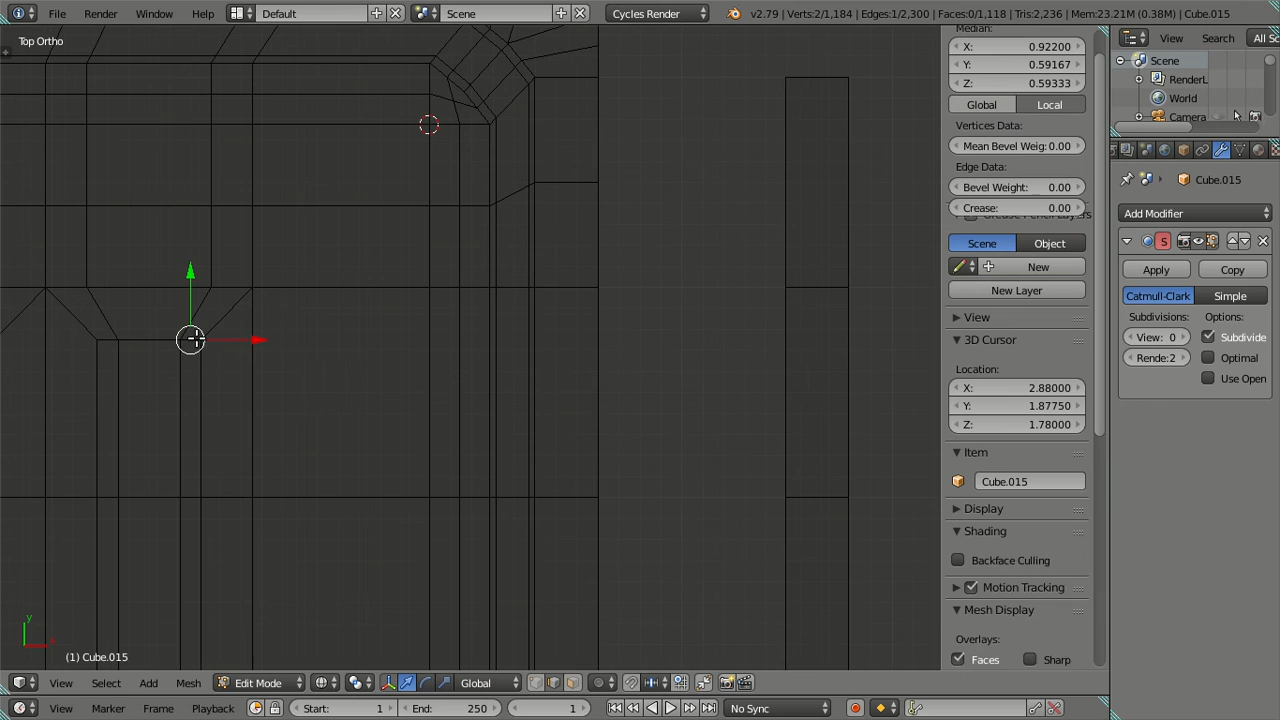 File Render Window Help Default Scene Cycles Render v2.79 | Verts:2/1,184 | Edges:1/2,300 | Faces:0/1,118 | Tris:2,236 | Mem:23.21M (0.38M) | Cube.015
Top Ortho
Median:
X: 0.92200
Y: 0.59167
Z: 0.59333
Global Local
Vertices Data:
Mean Bevel Weig: 0.00
Edge Data:
Bevel Weight: 0.00
Crease: 0.00
Scene Object
New
New Layer
View
3D Cursor
Location:
X: 2.88000
Y: 1.87750
Z: 1.78000
Item
Cube.015
Display
Shading
Backface Culling
Motion Tracking
Mesh Display
Overlays:
Faces Sharp
View Search All Sc
Scene
RenderL
World
Camera
Cube.015
Add Modifier
S
Apply Copy
Catmull-Clark Simple
Subdivisions: Options:
View: 0 Subdivide
Rende: 2 Optimal
Use Open
y
x
(1) Cube.015
View Select Add Mesh Edit Mode Global
View Marker Frame Playback Start: 1 End: 250 1 No Sync